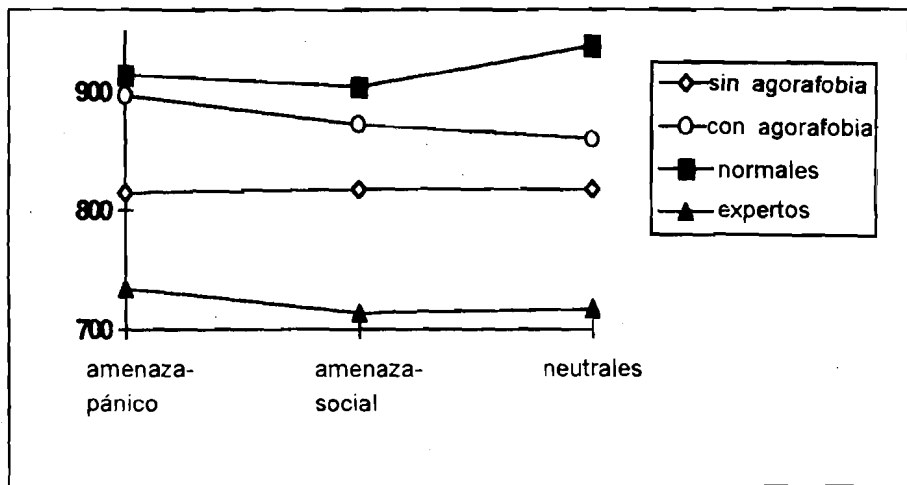 900
800
700
amenaza-
pánico
amenaza-
social
neutrales
sin agorafobia
con agorafobia
normales
expertos